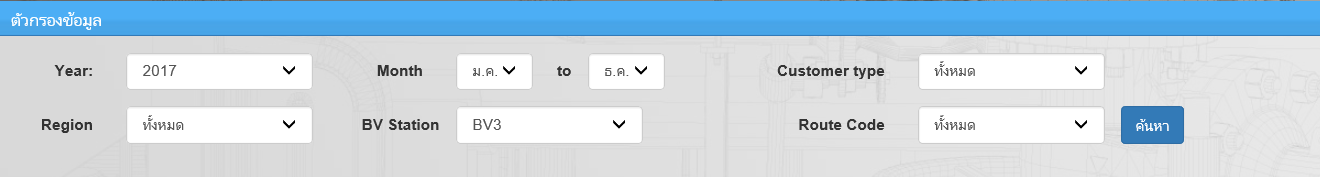 ตัวกรองข้อมูล
Year: 2017 Month ม.ค. to ธ.ค. Customer type ทั้งหมด
Region ทั้งหมด BV Station BV3 Route Code ทั้งหมด ค้นหา